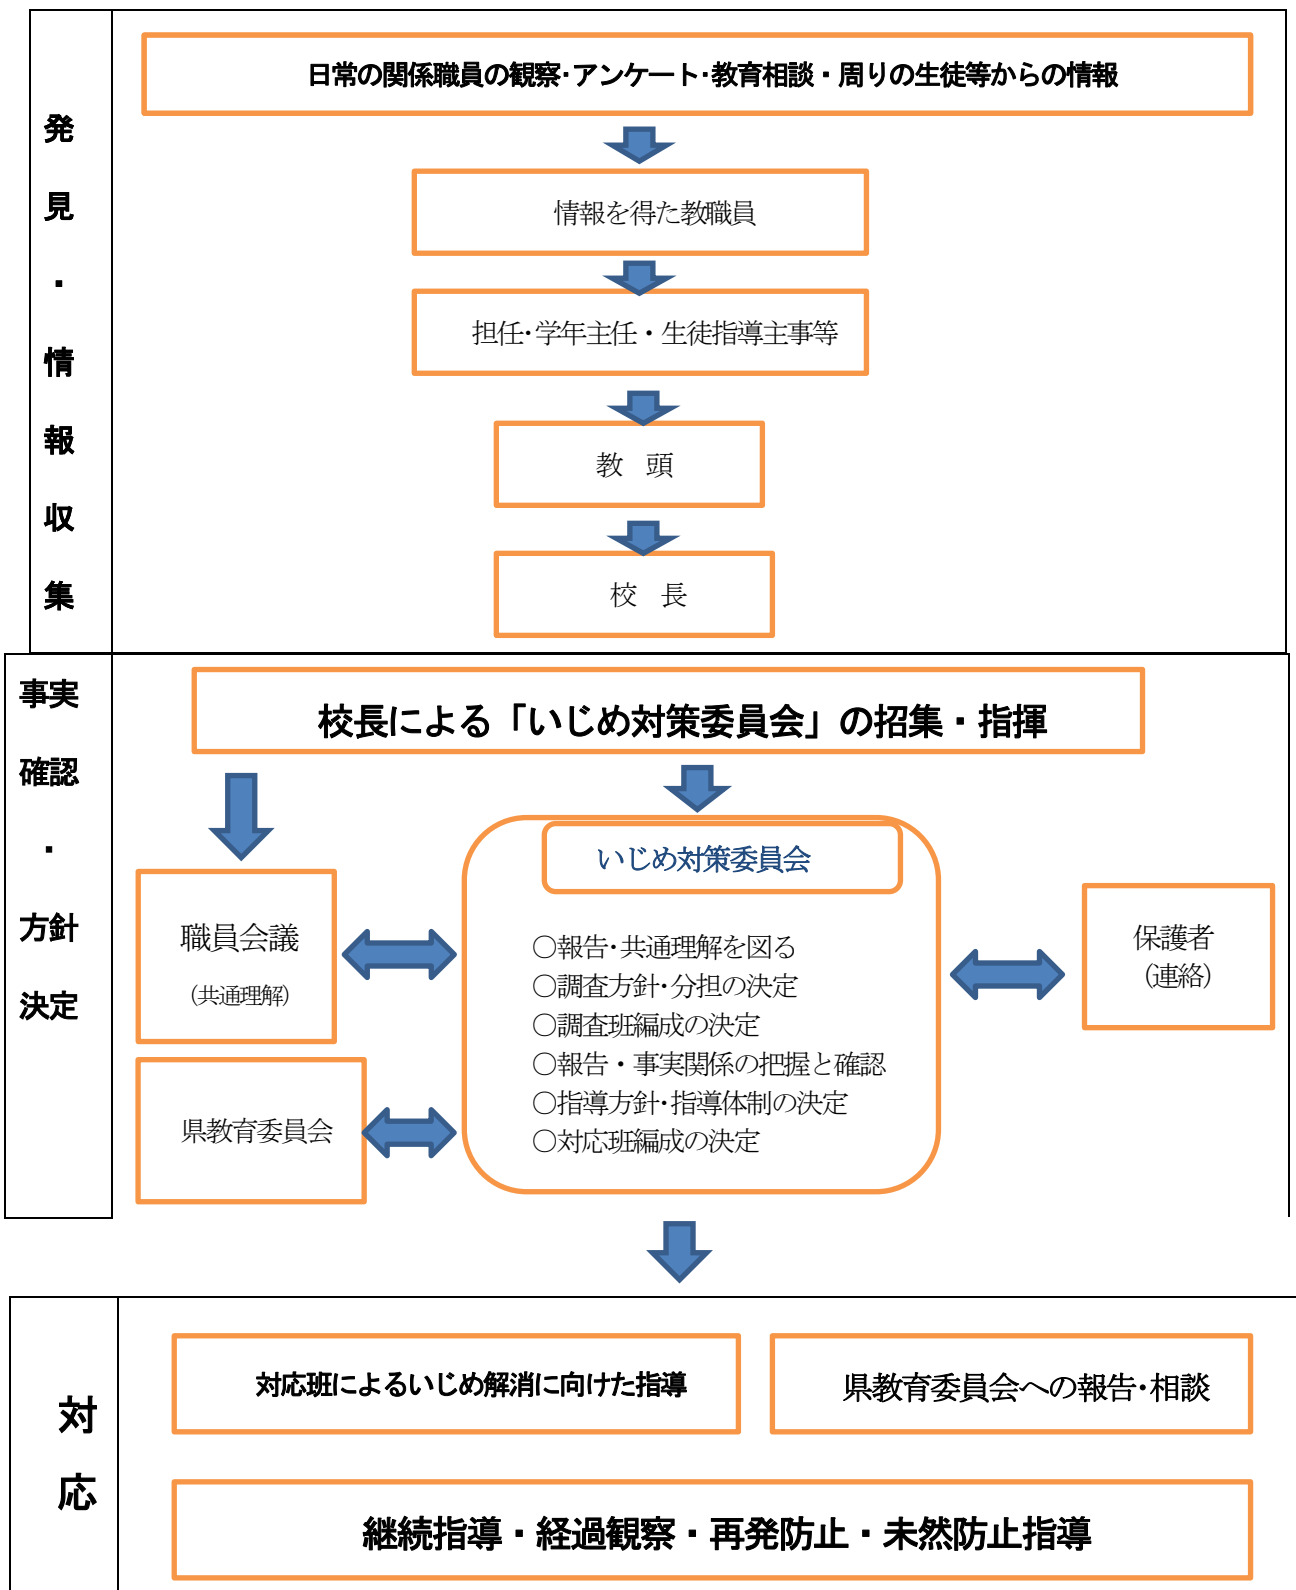 発見・情報収集
日常の関係職員の観察・アンケート・教育相談・周りの生徒等からの情報
情報を得た教職員
担任・学年主任・生徒指導主事等
教　頭
校　長
事実確認・方針決定
校長による「いじめ対策委員会」の招集・指揮
いじめ対策委員会
○報告・共通理解を図る
○調査方針・分担の決定
○調査班編成の決定
○報告・事実関係の把握と確認
○指導方針・指導体制の決定
○対応班編成の決定
職員会議
（共通理解）
県教育委員会
保護者
（連絡）
対応
対応班によるいじめ解消に向けた指導
県教育委員会への報告・相談
継続指導・経過観察・再発防止・未然防止指導